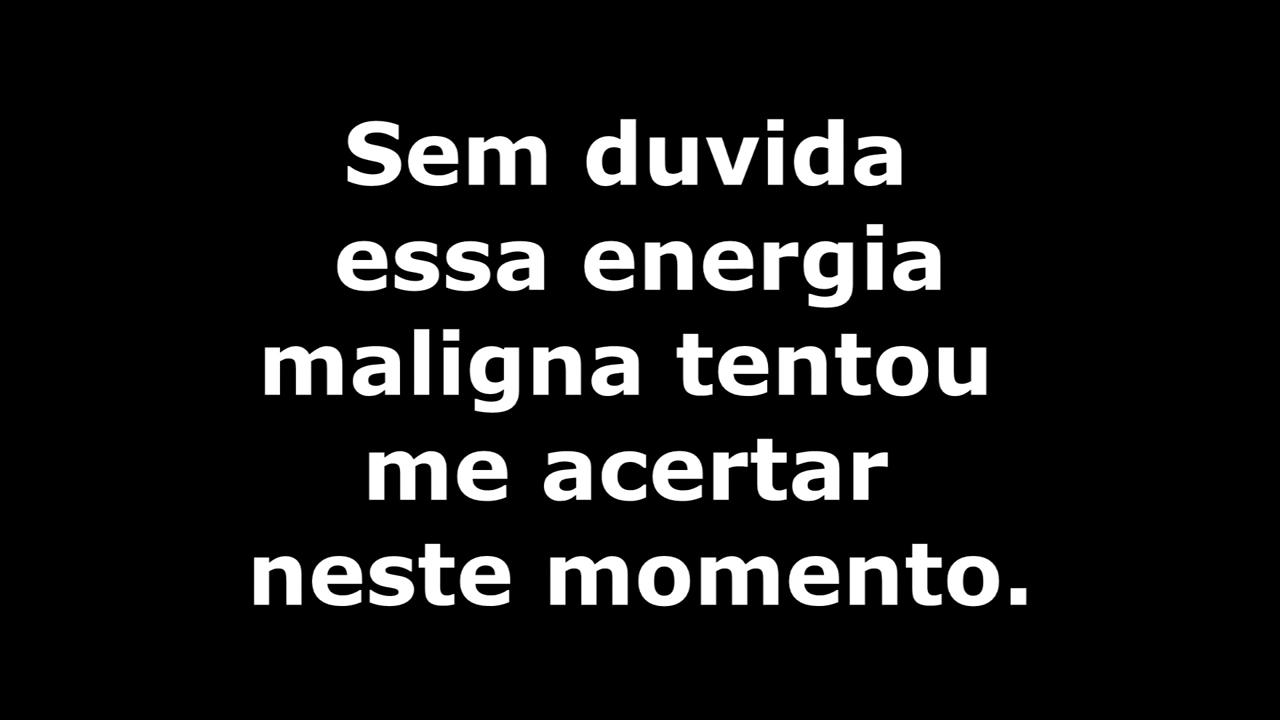 Sem duvida
essa energia
maligna tentou
me acertar
neste momento.